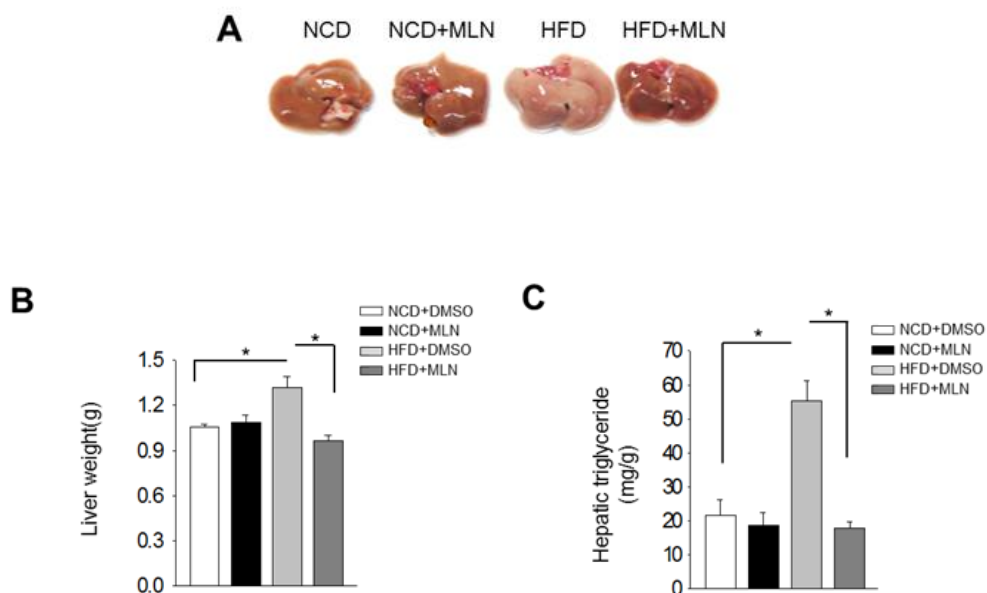 A
NCD NCD+MLN HFD HFD+MLN
B
NCD+DMSO
NCD+MLN
HFD+DMSO
HFD+MLN
* *
1.5
1.2
0.9
0.6
0.3
0.0
Liver weight(g)
C
NCD+DMSO
NCD+MLN
HFD+DMSO
HFD+MLN
* *
70
60
50
40
30
20
10
0
Hepatic triglyceride
(mg/g)